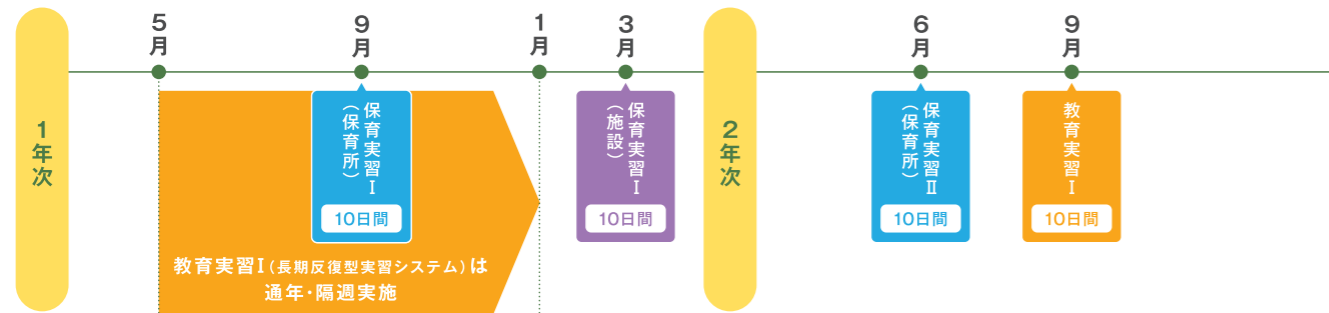 1年次
5月
9月
1月
3月
保育実習Ⅰ
（保育所）
10日間
保育実習Ⅰ
（施設）
10日間
教育実習Ⅰ（長期反復型実習システム）は
通年・隔週実施
2年次
6月
9月
保育実習Ⅱ
（保育所）
10日間
教育実習Ⅰ
10日間